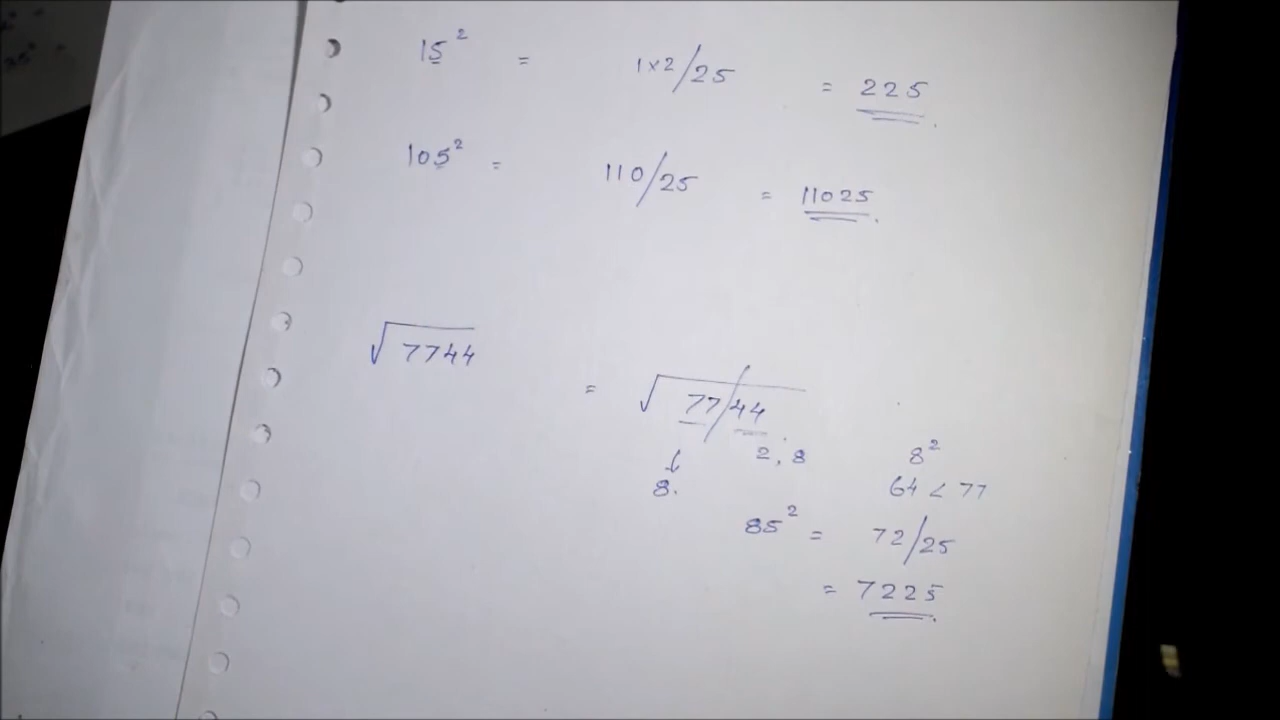 15² = 1×2/25 = 225.
105² = 110/25 = 11025.
√7744 = √77/44
2, 8 8²
8. 64 < 77
85² = 72/25
= 7225.